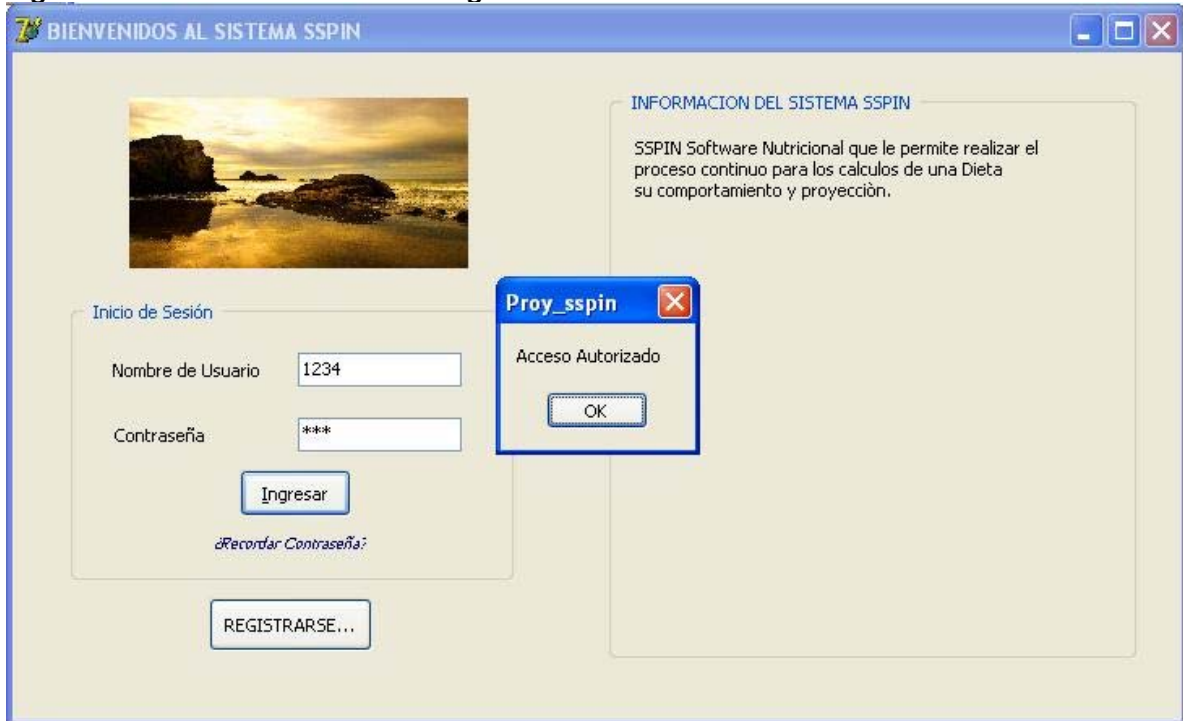 BIENVENIDOS AL SISTEMA SSPIN
INFORMACION DEL SISTEMA SSPIN
SSPIN Software Nutricional que le permite realizar el
proceso continuo para los calculos de una Dieta
su comportamiento y proyecciòn.
Proy_sspin
Acceso Autorizado
OK
Inicio de Sesión
Nombre de Usuario 1234
Contraseña ***
Ingresar
¿Recordar Contraseña?
REGISTRARSE...